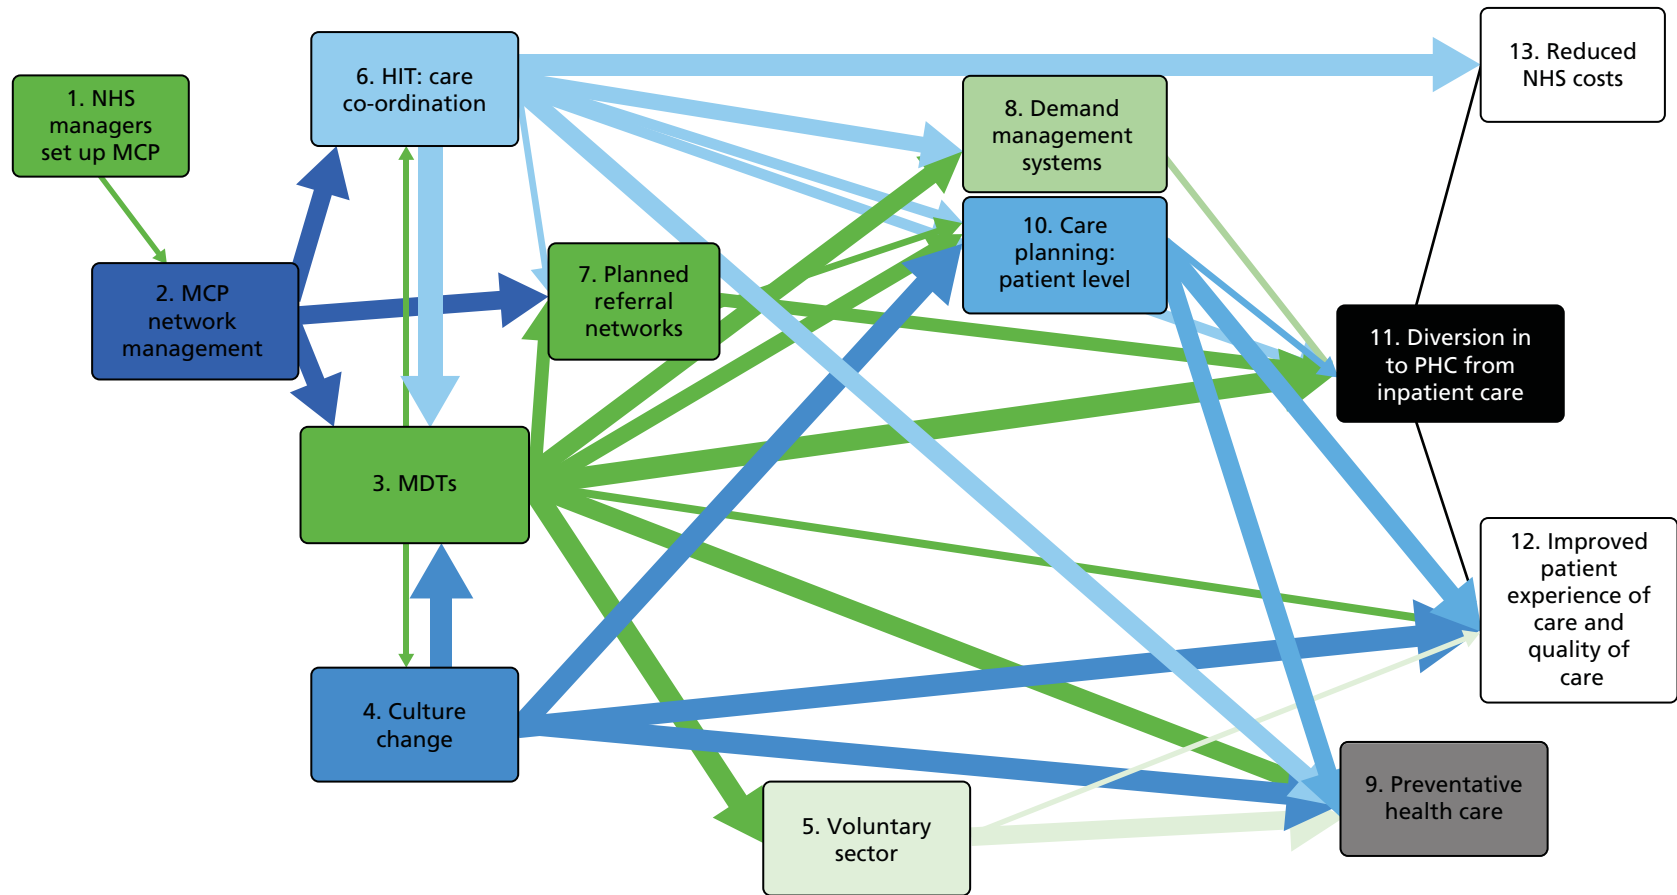 1. NHS
managers
set up MCP
2. MCP
network
management
6. HIT: care
co-ordination
3. MDTs
4. Culture
change
7. Planned
referral
networks
5. Voluntary
sector
8. Demand
management
systems
10. Care
planning:
patient level
13. Reduced
NHS costs
11. Diversion in
to PHC from
inpatient care
12. Improved
patient
experience of
care and
quality of
care
9. Preventative
health care